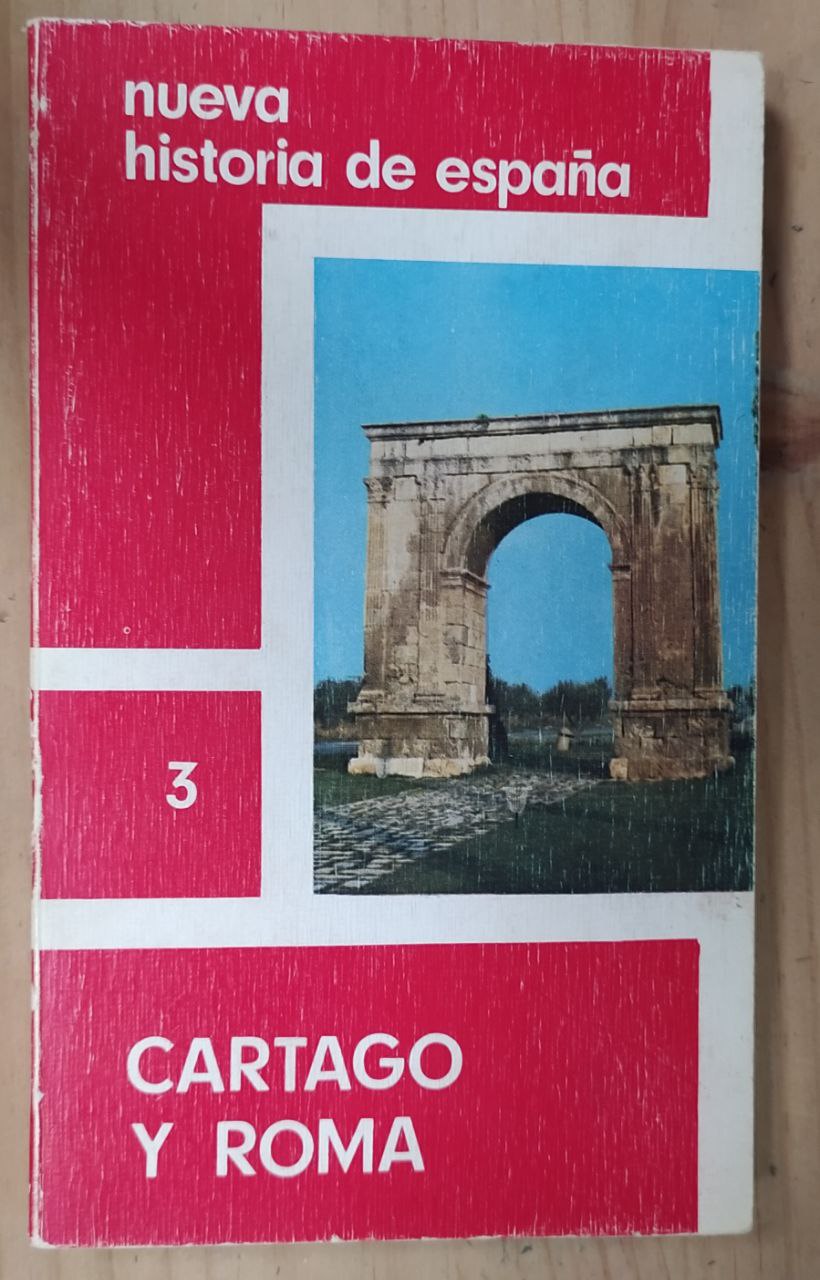 nueva
historia de españa
3
CARTAGO
Y ROMA